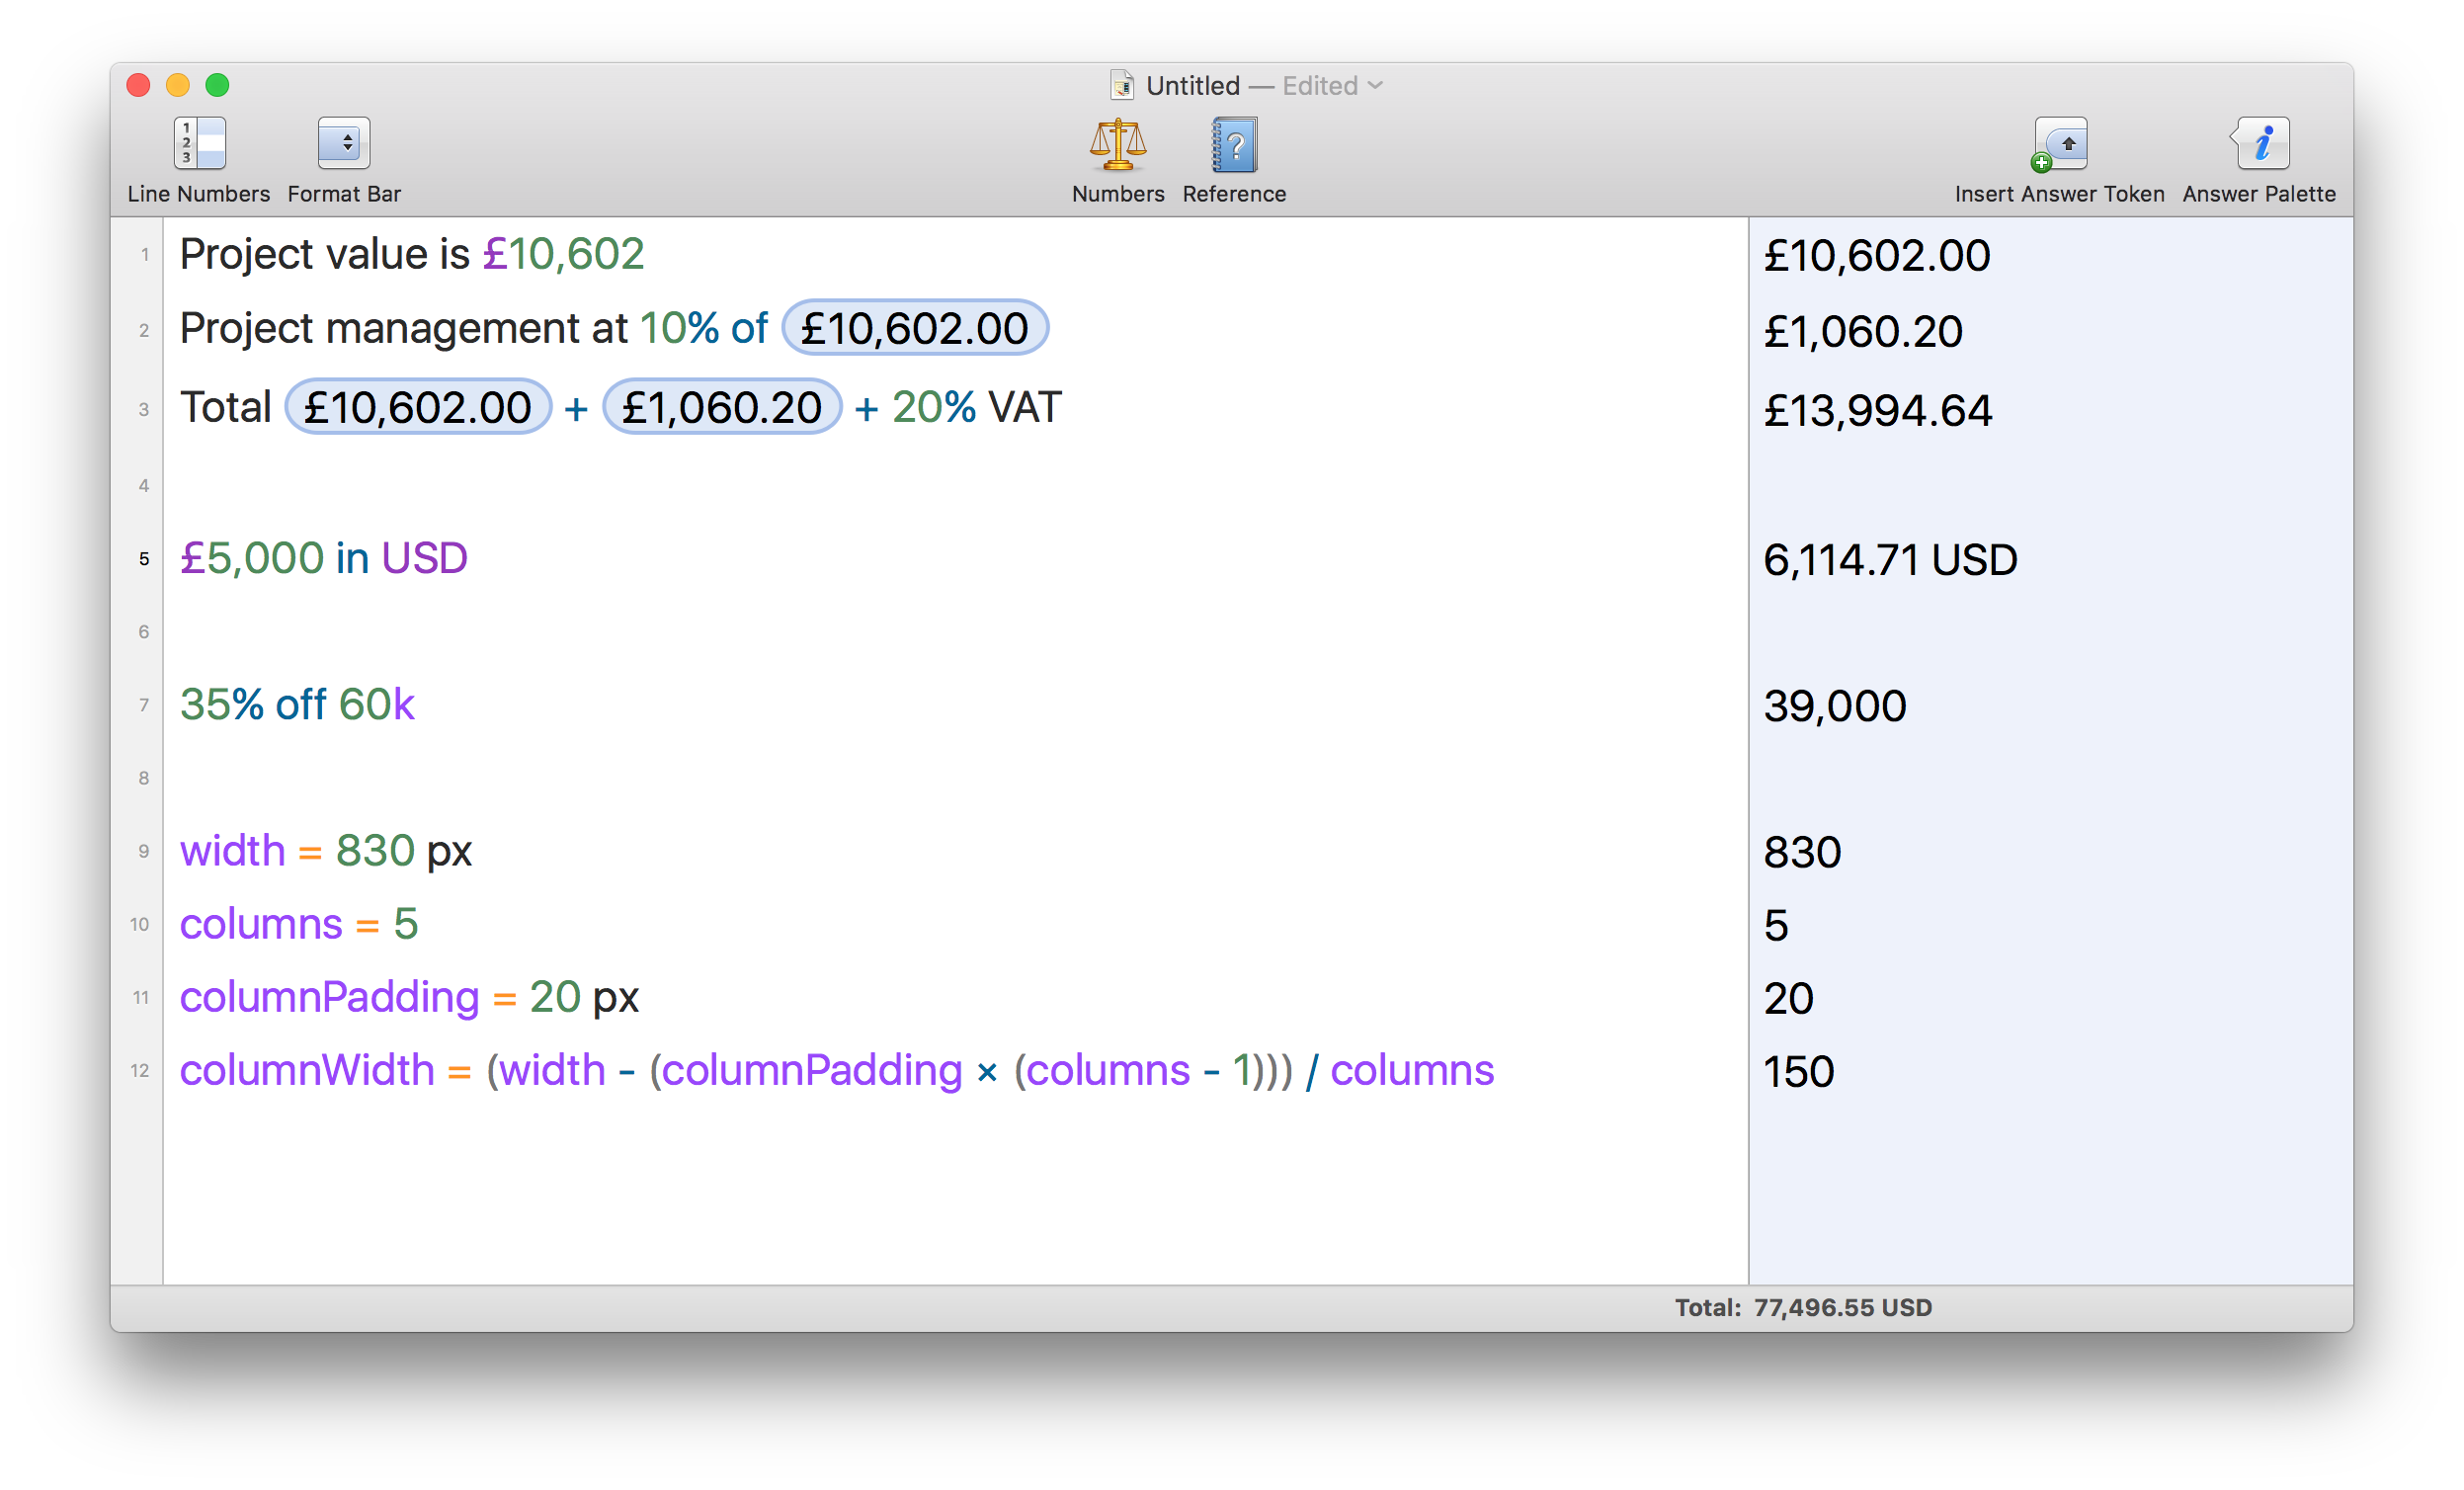 Untitled — Edited
1 2 3
Line Numbers Format Bar Numbers Reference Insert Answer Token Answer Palette
1 Project value is £10,602 £10,602.00
2 Project management at 10% of £10,602.00 £1,060.20
3 Total £10,602.00 + £1,060.20 + 20% VAT £13,994.64
4
5 £5,000 in USD 6,114.71 USD
6
7 35% off 60k 39,000
8
9 width = 830 px 830
10 columns = 5 5
11 columnPadding = 20 px 20
12 columnWidth = (width - (columnPadding × (columns - 1))) / columns 150
Total: 77,496.55 USD